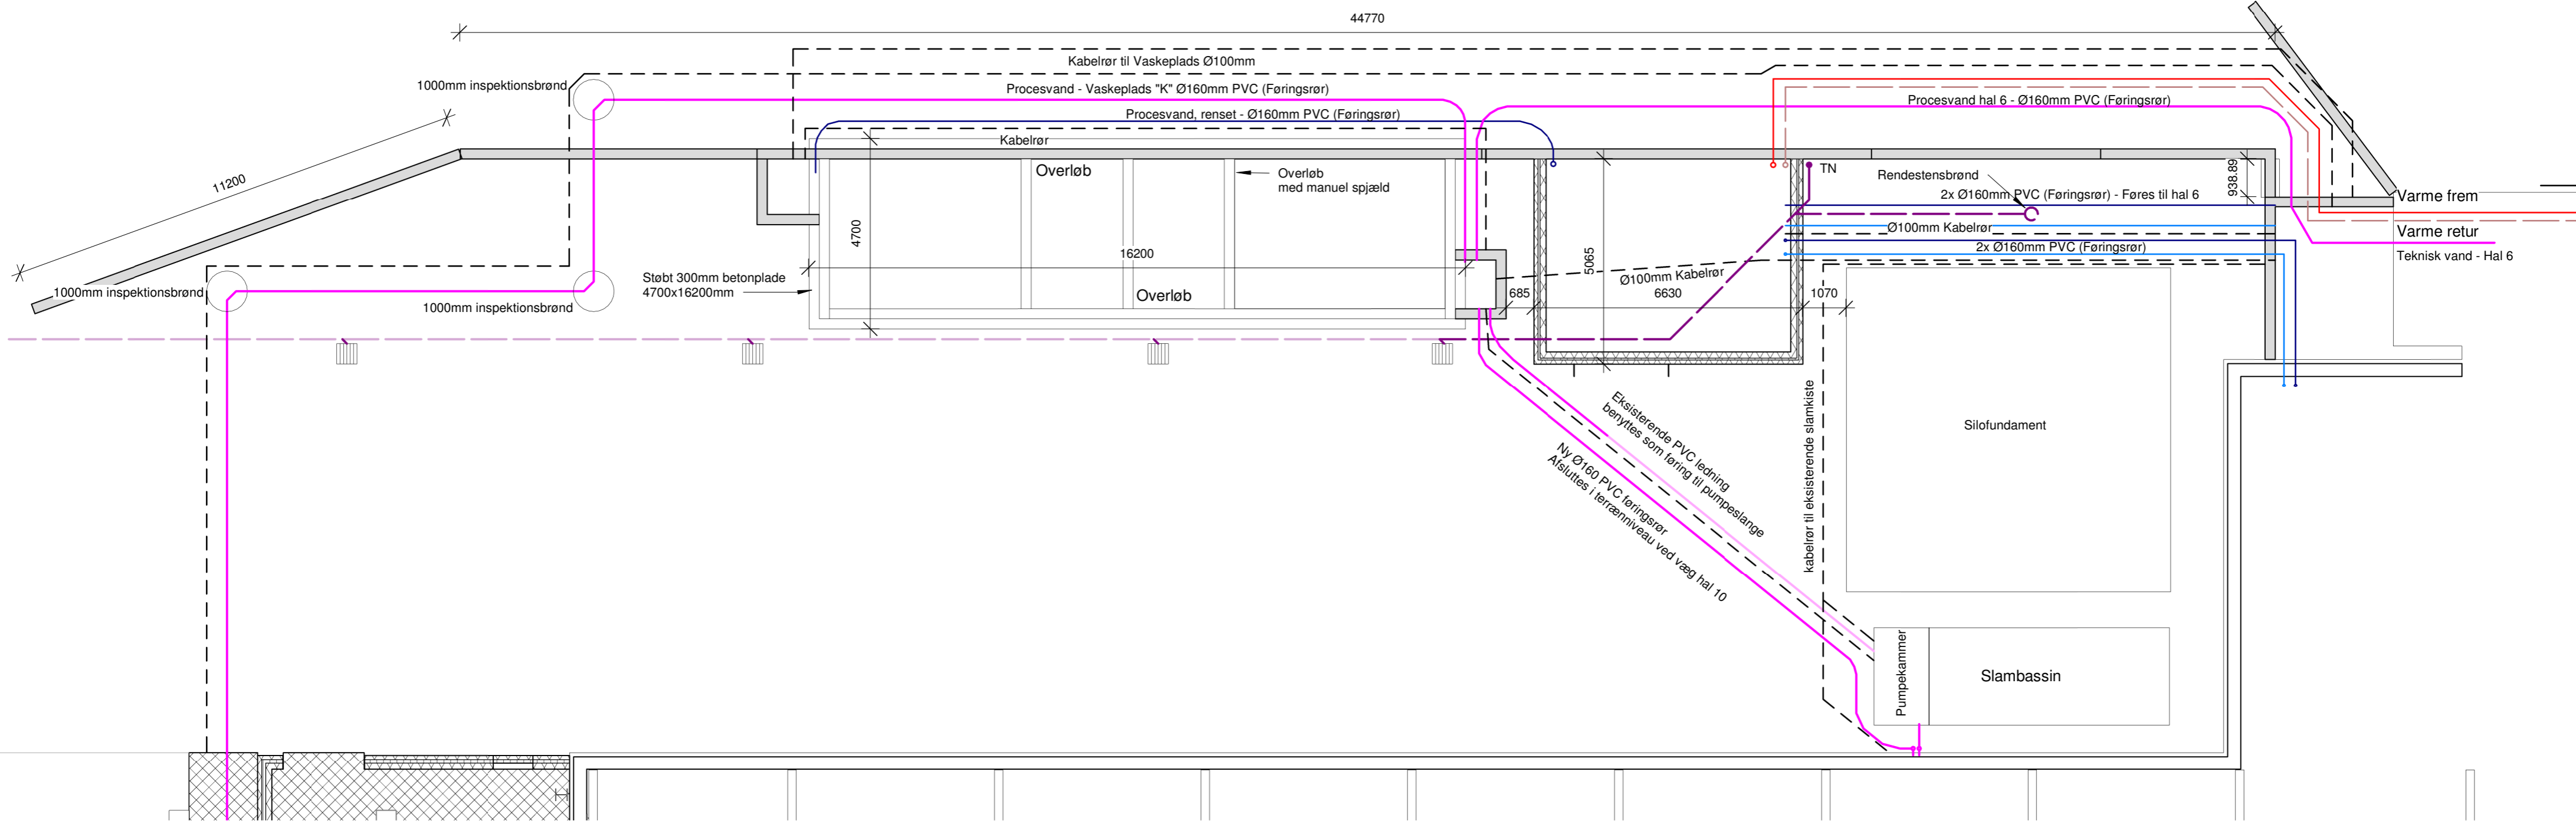 44770
Kabelrør til Vaskeplads Ø100mm
1000mm inspektionsbrønd
Procesvand - Vaskeplads "K" Ø160mm PVC (Føringsrør)
Procesvand hal 6 - Ø160mm PVC (Føringsrør)
Procesvand, renset - Ø160mm PVC (Føringsrør)
Kabelrør
11200
Overløb
Overløb
med manuel spjæld
TN
Rendestensbrønd
938.89
2x Ø160mm PVC (Føringsrør) - Føres til hal 6
Varme frem
4700
Ø100mm Kabelrør
Varme retur
16200
5065
2x Ø160mm PVC (Føringsrør)
Teknisk vand - Hal 6
Støbt 300mm betonplade
4700x16200mm
Ø100mm Kabelrør
1000mm inspektionsbrønd
1000mm inspektionsbrønd
Overløb
685
6630
1070
Eksisterende PVC ledning
benyttes som føring til pumpeslange
Ny Ø160 PVC føringsrør
Afsluttes i terrænniveau ved væg hal 10
kabelrør til eksisterende slamkiste
Silofundament
Pumpekammer
Slambassin